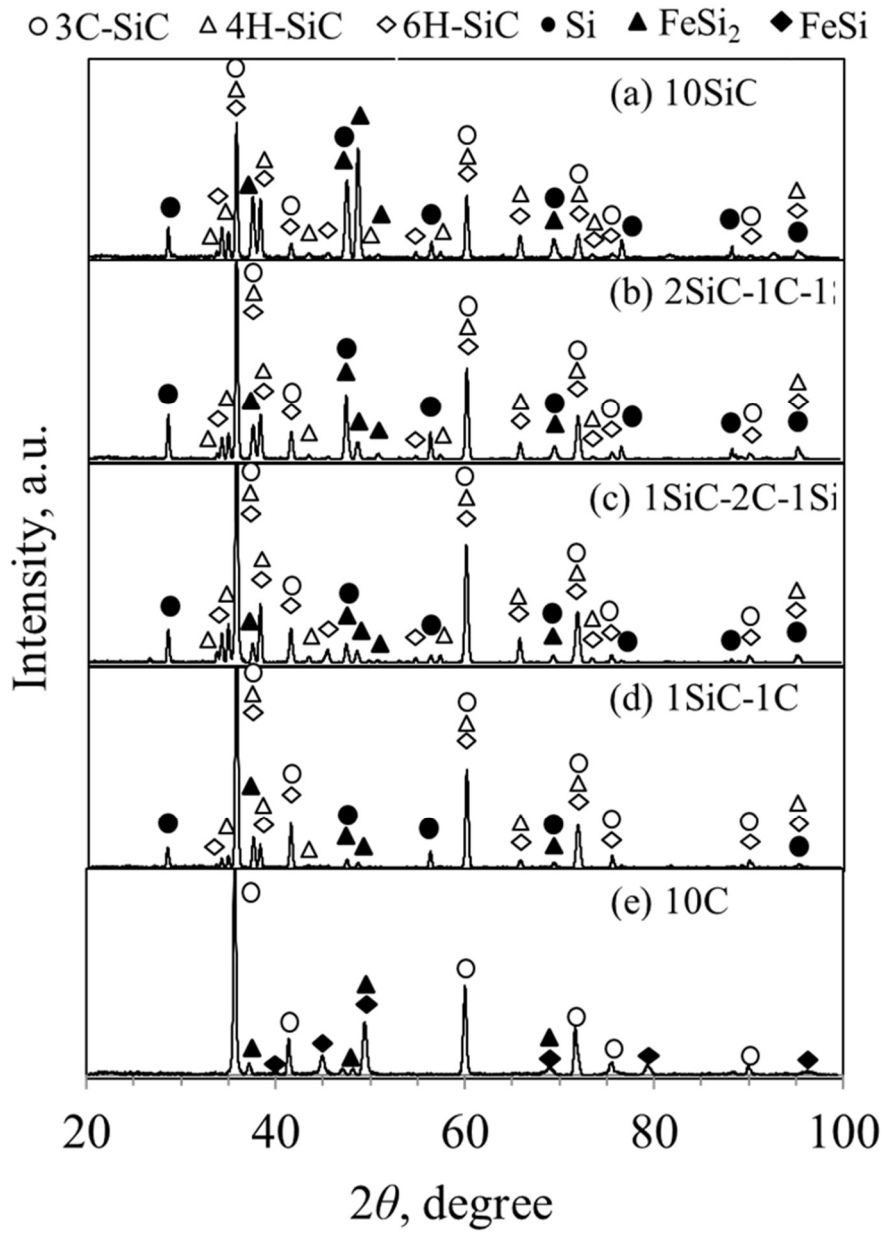 ○ 3C-SiC △ 4H-SiC ◇ 6H-SiC ● Si ▲ FeSi₂ ◆ FeSi
(a) 10SiC
(b) 2SiC-1C-1
(c) 1SiC-2C-1Si
(d) 1SiC-1C
(e) 10C
Intensity, a.u.
20 40 60 80 100
2θ, degree